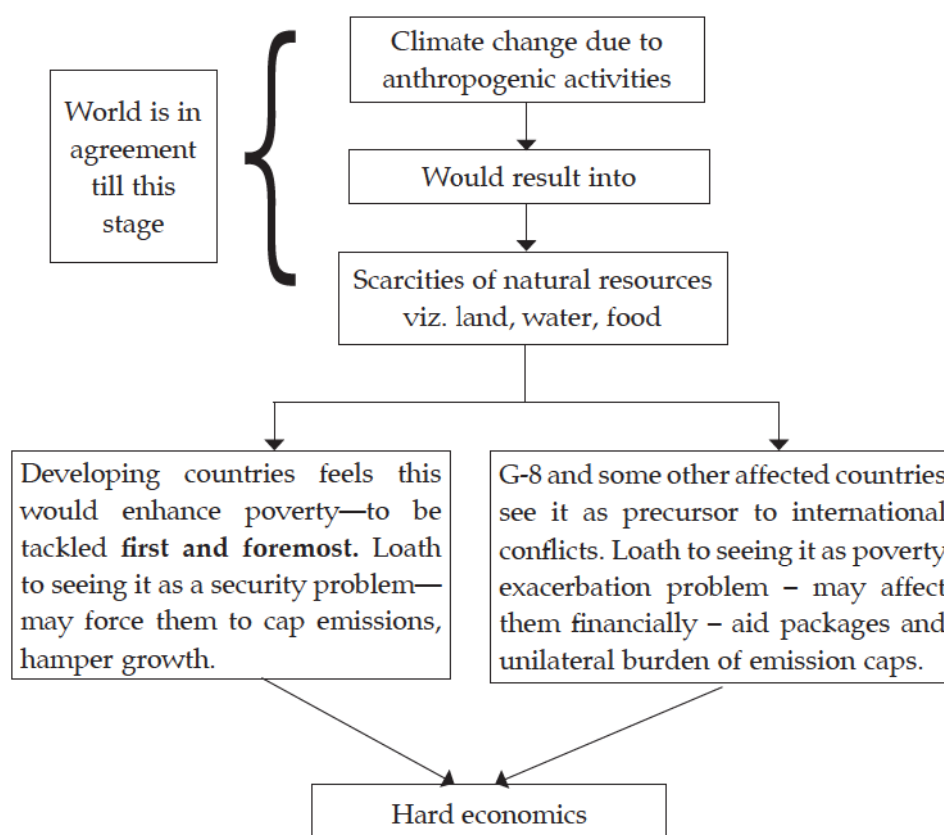 Climate change due to
anthropogenic activities
World is in
agreement
till this
stage
Would result into
Scarcities of natural resources
viz. land, water, food
Developing countries feels this
would enhance poverty—to be
tackled first and foremost. Loath
to seeing it as a security problem—
may force them to cap emissions,
hamper growth.
G-8 and some other affected countries
see it as precursor to international
conflicts. Loath to seeing it as poverty
exacerbation problem – may affect
them financially – aid packages and
unilateral burden of emission caps.
Hard economics